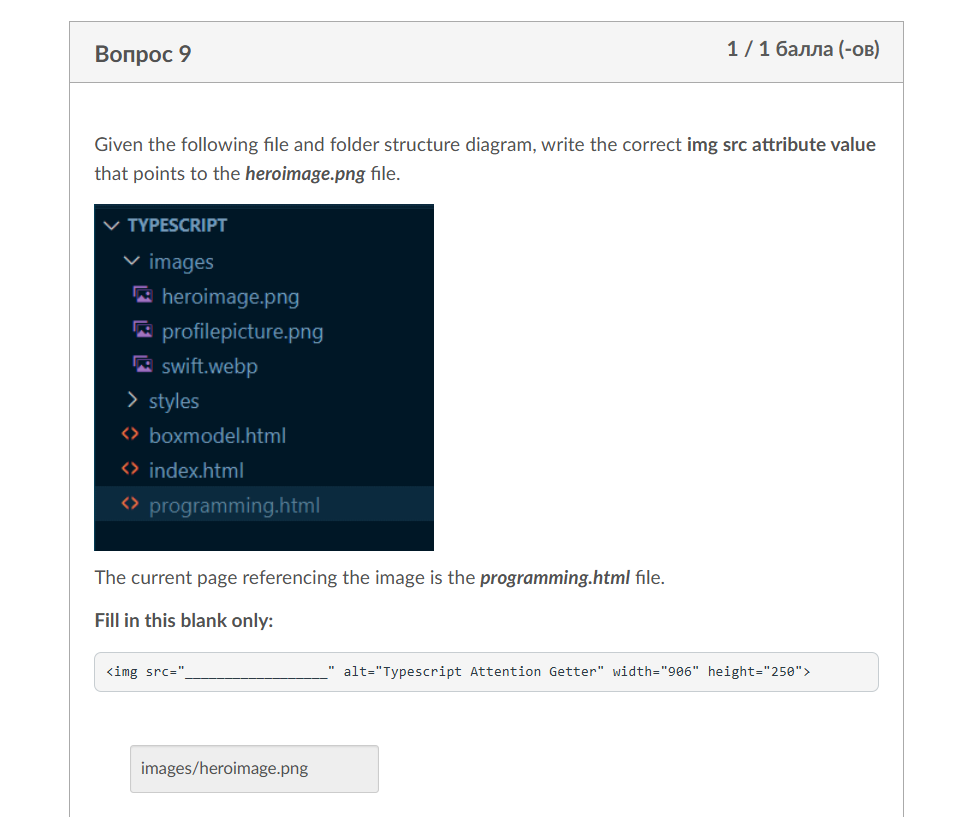 Вопрос 9
1 / 1 балла (-ов)
Given the following file and folder structure diagram, write the correct img src attribute value
that points to the heroimage.png file.
TYPESCRIPT
images
heroimage.png
profilepicture.png
swift.webp
styles
boxmodel.html
index.html
programming.html
The current page referencing the image is the programming.html file.
Fill in this blank only:
<img src="__________________" alt="Typescript Attention Getter" width="906" height="250">
images/heroimage.png